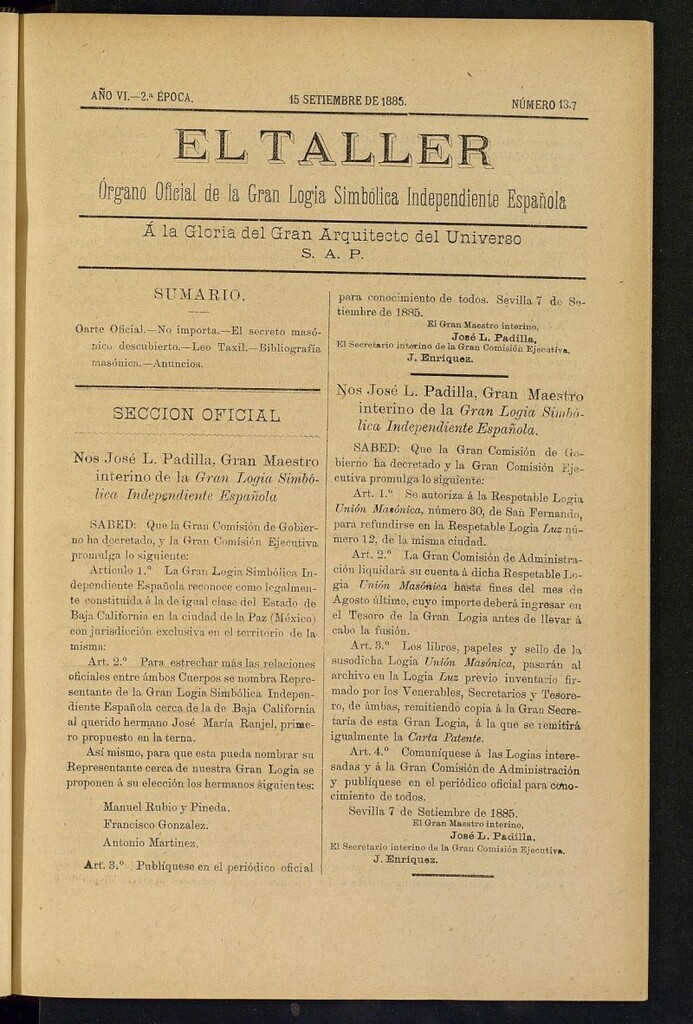 AÑO VI.—2.ª ÉPOCA.
15 SETIEMBRE DE 1885.
NÚMERO 13.7
EL TALLER
Órgano Oficial de la Gran Logia Simbólica Independiente Española
Á la Gloria del Gran Arquitecto del Universo
S. A. P.
SUMARIO.
Oarte Oficial.—No importa.—El secreto masó-
nico descubierto.—Leo Taxil.—Bibliografía
masónica.—Anuncios.
SECCION OFICIAL
Nos José L. Padilla, Gran Maestro
interino de la Gran Logia Simbó-
lica Independiente Española
SABED: Que la Gran Comisión de Gobier-
no ha decretado, y la Gran Comisión Ejecutiva
promulga lo siguiente:
Artículo 1.º La Gran Logia Simbólica In-
dependiente Española reconoce como legalmen-
te constituida á la de igual clase del Estado de
Baja California en la ciudad de la Paz (México)
con jurisdicción exclusiva en el territorio de la
misma:
Art. 2.º Para estrechar más las relaciones
oficiales entre ámbos Cuerpos se nombra Repre-
sentante de la Gran Logia Simbólica Indepen-
diente Española cerca de la de Baja California
al querido hermano José María Ranjel, prime-
ro propuesto en la terna.
Así mismo, para que esta pueda nombrar su
Representante cerca de nuestra Gran Logia se
proponen á su elección los hermanos siguientes:
Manuel Rubio y Pineda.
Francisco Gonzalez.
Antonio Martinez.
Art. 3.º Publíquese en el periódico oficial
para conocimiento de todos. Sevilla 7 de Se-
tiembre de 1885.
El Gran Maestro interino,
José L. Padilla,
El Secretario interino de la Gran Comisión Ejecutiva,
J. Enriquez.
Nos José L. Padilla, Gran Maestro
interino de la Gran Logia Simbó-
lica Independiente Española.
SABED: Que la Gran Comisión de Go-
bierno ha decretado y la Gran Comisión Eje-
cutiva promulga lo siguiente:
Art. 1.º Se autoriza á la Respetable Logia
Unión Masónica, número 30, de San Fernando,
para refundirse en la Respetable Logia Luz nú-
mero 12, de la misma ciudad.
Art. 2.º La Gran Comisión de Administra-
ción liquidará su cuenta á dicha Respetable Lo-
gia Unión Masónica hasta fines del mes de
Agosto último, cuyo importe deberá ingresar en
el Tesoro de la Gran Logia antes de llevar á
cabo la fusión.
Art. 3.º Los libros, papeles y sello de la
susodicha Logia Unión Masónica, pasarán al
archivo en la Logia Luz previo inventario fir-
mado por los Venerables, Secretarios y Tesore-
ro, de ámbas, remitiendo copia á la Gran Secre-
taría de esta Gran Logia, á la que se remitirá
igualmente la Carta Patente.
Art. 4.º Comuníquese á las Logias intere-
sadas y á la Gran Comisión de Administración
y publíquese en el periódico oficial para cono-
cimiento de todos.
Sevilla 7 de Setiembre de 1885.
El Gran Maestro interino,
José L. Padilla.
El Secretario interino de la Gran Comisión Ejecutiva,
J. Enriquez.